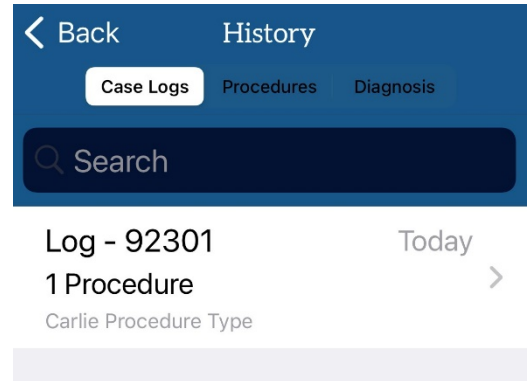 Back History
Case Logs Procedures Diagnosis
Search
Log - 92301 Today
1 Procedure
Carlie Procedure Type